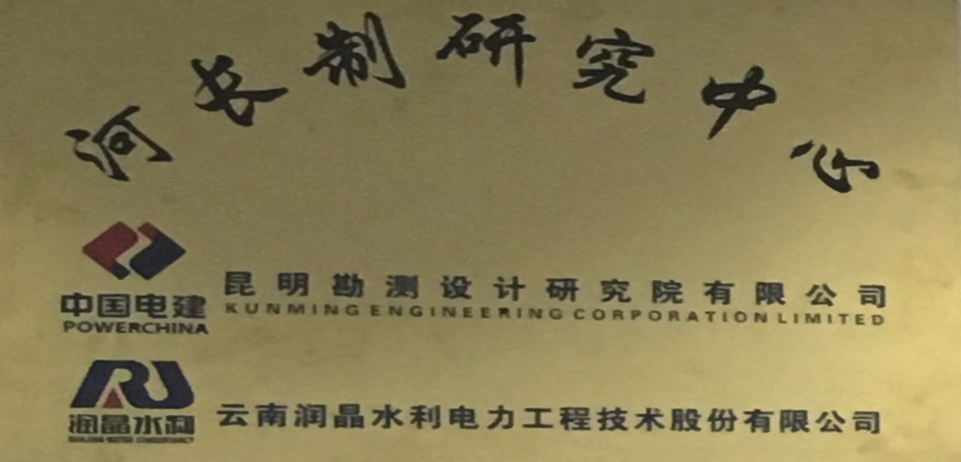 河长制研究中心
中国电建
POWERCHINA
昆明勘测设计研究院有限公司
KUNMING ENGINEERING CORPORATION LIMITED
润晶水利
云南润晶水利电力工程技术股份有限公司